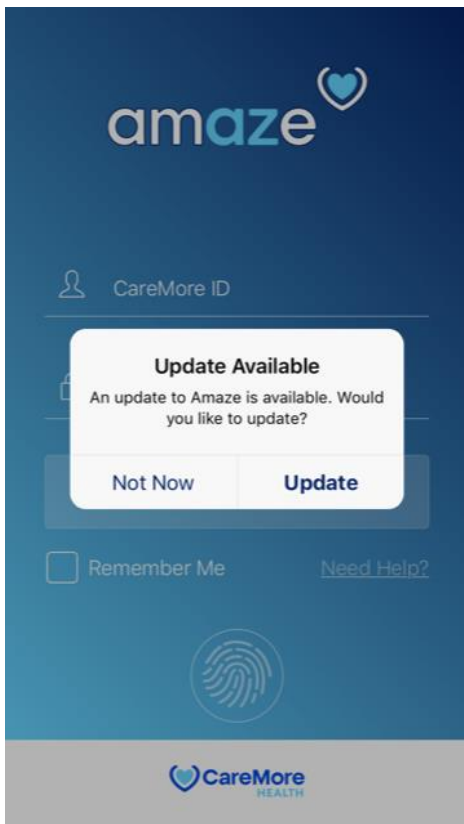 amaze
CareMore ID
Update Available
An update to Amaze is available. Would
you like to update?
Not Now
Update
Remember Me
Need Help?
CareMore
HEALTH